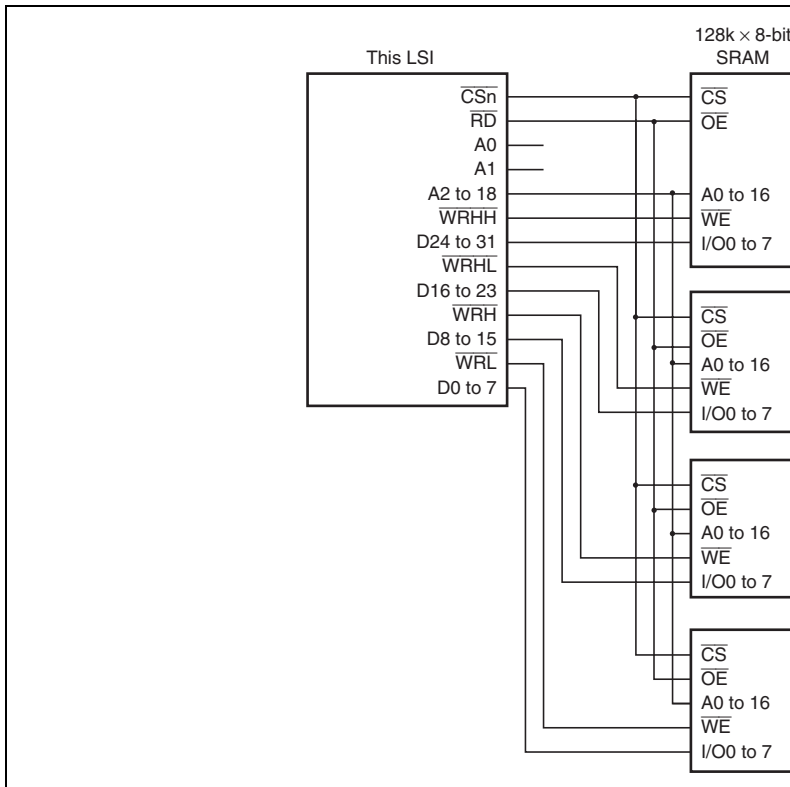 128k × 8-bit
SRAM
This LSI
CSn
RD
A0
A1
A2 to 18
WRHH
D24 to 31
WRHL
D16 to 23
WRH
D8 to 15
WRL
D0 to 7
CS
OE
A0 to 16
WE
I/O0 to 7
CS
OE
A0 to 16
WE
I/O0 to 7
CS
OE
A0 to 16
WE
I/O0 to 7
CS
OE
A0 to 16
WE
I/O0 to 7